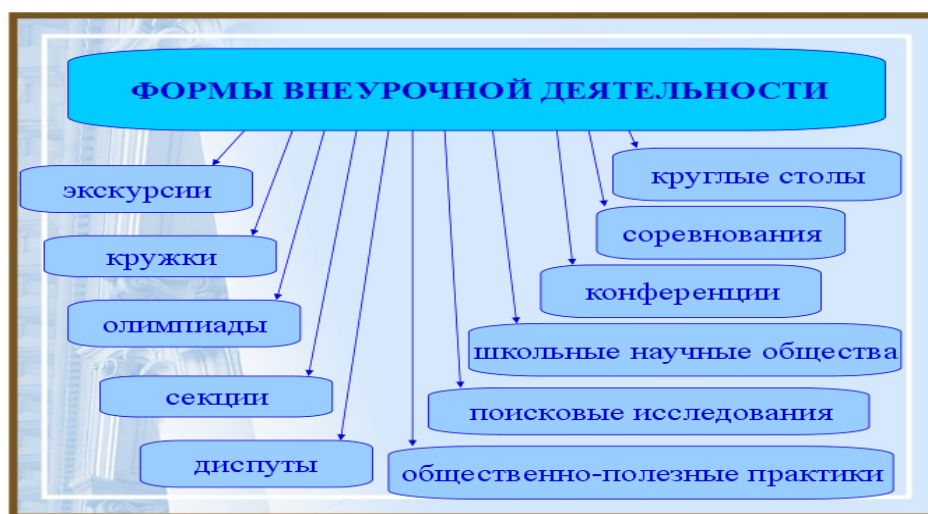 ФОРМЫ ВНЕУРОЧНОЙ ДЕЯТЕЛЬНОСТИ
экскурсии
кружки
олимпиады
секции
диспуты
круглые столы
соревнования
конференции
школьные научные общества
поисковые исследования
общественно-полезные практики